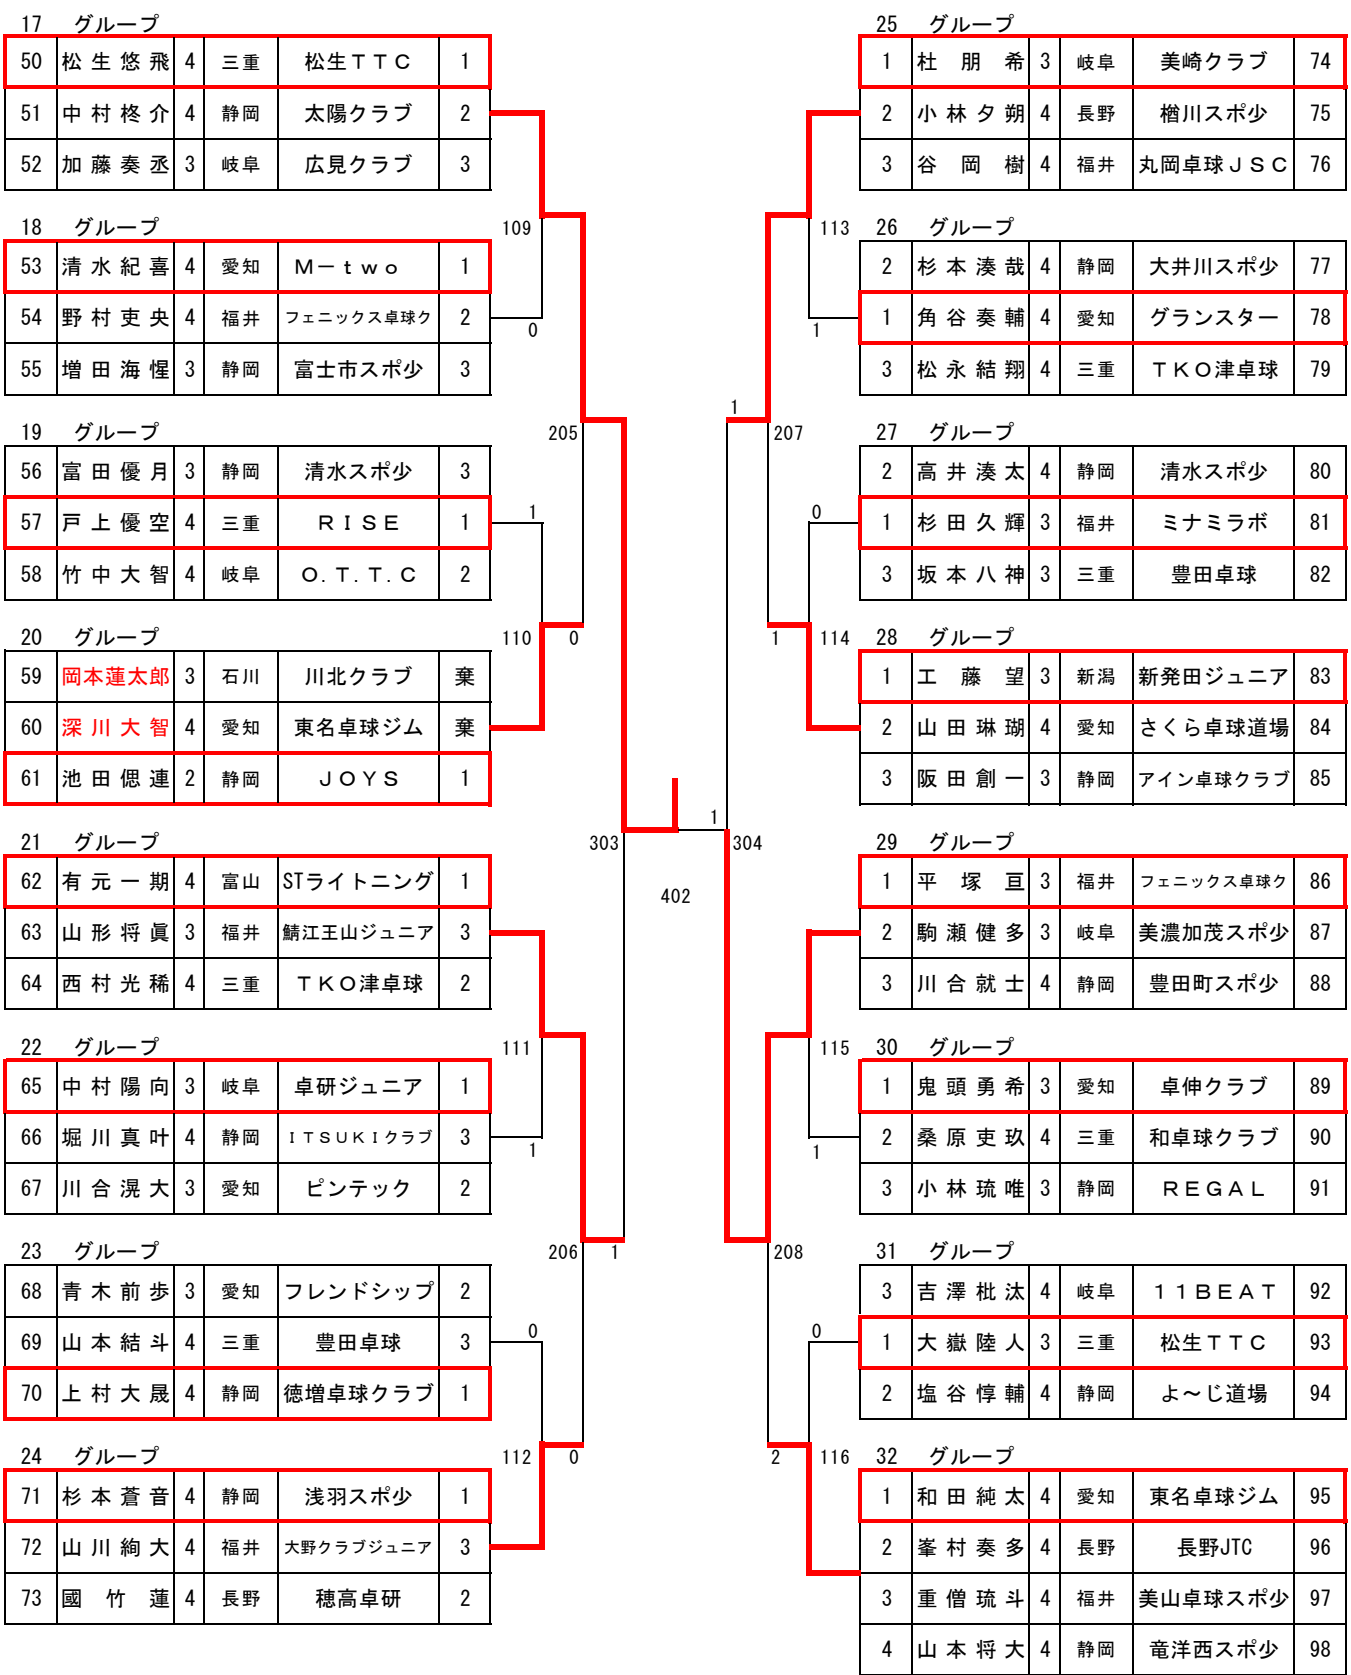 17 グループ
50 松生悠飛 4 三重 松生ＴＴＣ 1
51 中村柊介 4 静岡 太陽クラブ 2
52 加藤奏丞 3 岐阜 広見クラブ 3
18 グループ
109
53 清水紀喜 4 愛知 Ｍ－ｔｗｏ 1
54 野村吏央 4 福井 フェニックス卓球ク 2
0
55 増田海惺 3 静岡 富士市スポ少 3
19 グループ
205
56 富田優月 3 静岡 清水スポ少 3
57 戸上優空 4 三重 ＲＩＳＥ 1
1
58 竹中大智 4 岐阜 Ｏ．Ｔ．Ｔ．Ｃ 2
20 グループ
110 0
59 岡本蓮太郎 3 石川 川北クラブ 棄
60 深川大智 4 愛知 東名卓球ジム 棄
61 池田偲連 2 静岡 ＪＯＹＳ 1
21 グループ
303
62 有元一期 4 富山 STライトニング 1
63 山形将眞 3 福井 鯖江王山ジュニア 3
64 西村光稀 4 三重 ＴＫＯ津卓球 2
22 グループ
111
65 中村陽向 3 岐阜 卓研ジュニア 1
66 堀川真叶 4 静岡 ＩＴＳＵＫＩクラブ 3
1
67 川合滉大 3 愛知 ピンテック 2
23 グループ
206 1
68 青木前歩 3 愛知 フレンドシップ 2
69 山本結斗 4 三重 豊田卓球 3
0
70 上村大晟 4 静岡 徳増卓球クラブ 1
24 グループ
112 0
71 杉本蒼音 4 静岡 浅羽スポ少 1
72 山川絢大 4 福井 大野クラブジュニア 3
73 國竹蓮 4 長野 穂高卓研 2
402
1
25 グループ
1 杜朋希 3 岐阜 美崎クラブ 74
2 小林夕朔 4 長野 楢川スポ少 75
3 谷岡樹 4 福井 丸岡卓球ＪＳＣ 76
113
26 グループ
2 杉本湊哉 4 静岡 大井川スポ少 77
1
1 角谷奏輔 4 愛知 グランスター 78
3 松永結翔 4 三重 ＴＫＯ津卓球 79
1
207
27 グループ
2 高井湊太 4 静岡 清水スポ少 80
0
1 杉田久輝 3 福井 ミナミラボ 81
3 坂本八神 3 三重 豊田卓球 82
1 114
28 グループ
1 工藤望 3 新潟 新発田ジュニア 83
2 山田琳瑚 4 愛知 さくら卓球道場 84
3 阪田創一 3 静岡 アイン卓球クラブ 85
304
29 グループ
1 平塚亘 3 福井 フェニックス卓球ク 86
2 駒瀬健多 3 岐阜 美濃加茂スポ少 87
3 川合就士 4 静岡 豊田町スポ少 88
115
30 グループ
1 鬼頭勇希 3 愛知 卓伸クラブ 89
1
2 桑原吏玖 4 三重 和卓球クラブ 90
3 小林琉唯 3 静岡 ＲＥＧＡＬ 91
208
31 グループ
3 吉澤枇汰 4 岐阜 １１ＢＥＡＴ 92
0
1 大嶽陸人 3 三重 松生ＴＴＣ 93
2 塩谷惇輔 4 静岡 よ～じ道場 94
2 116
32 グループ
1 和田純太 4 愛知 東名卓球ジム 95
2 峯村奏多 4 長野 長野JTC 96
3 重僧琉斗 4 福井 美山卓球スポ少 97
4 山本将大 4 静岡 竜洋西スポ少 98